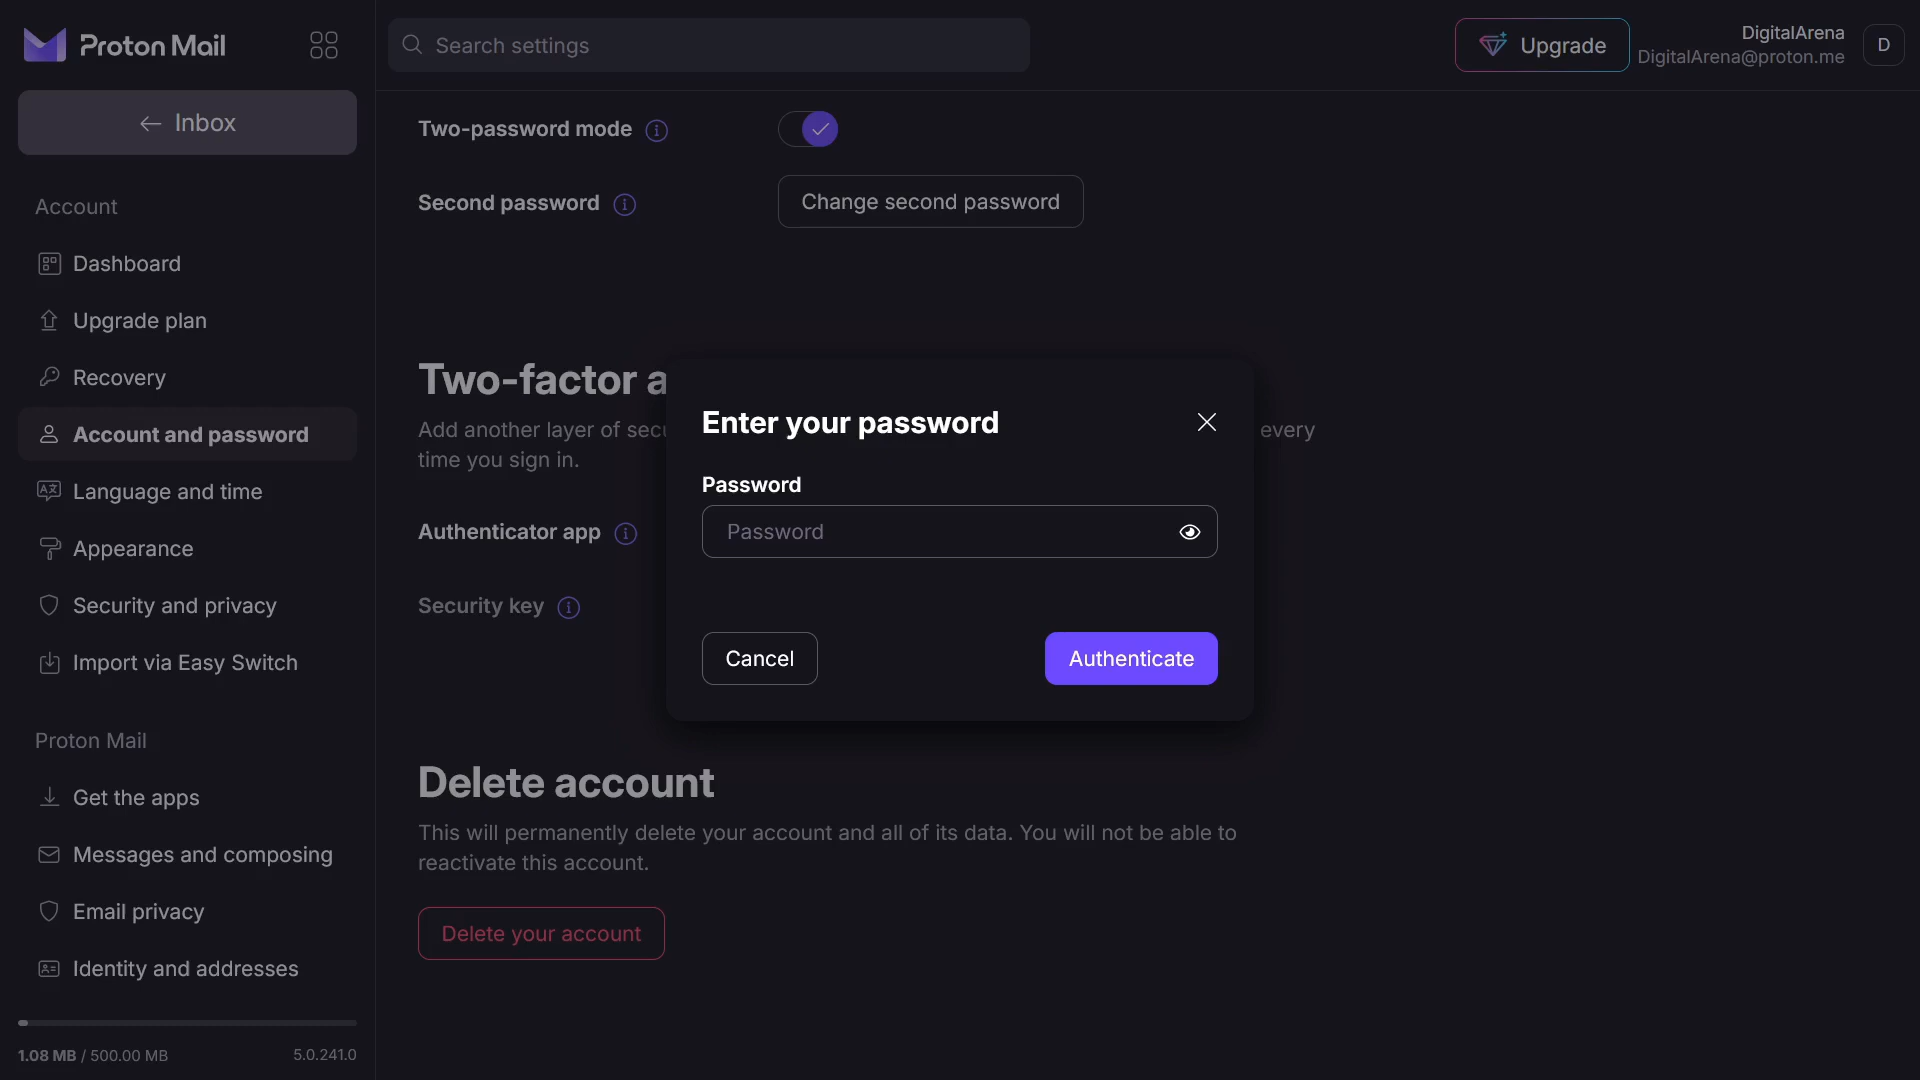 Proton Mail
Search settings
Upgrade
DigitalArena
DigitalArena@proton.me
D
Inbox
Account
Dashboard
Upgrade plan
Recovery
Account and password
Language and time
Appearance
Security and privacy
Import via Easy Switch
Proton Mail
Get the apps
Messages and composing
Email privacy
Identity and addresses
1.08 MB / 500.00 MB
5.0.241.0
Two-password mode
Second password
Change second password
Two-factor a
Add another layer of secu
every
time you sign in.
Authenticator app
Security key
Enter your password
Password
Password
Cancel
Authenticate
Delete account
This will permanently delete your account and all of its data. You will not be able to
reactivate this account.
Delete your account